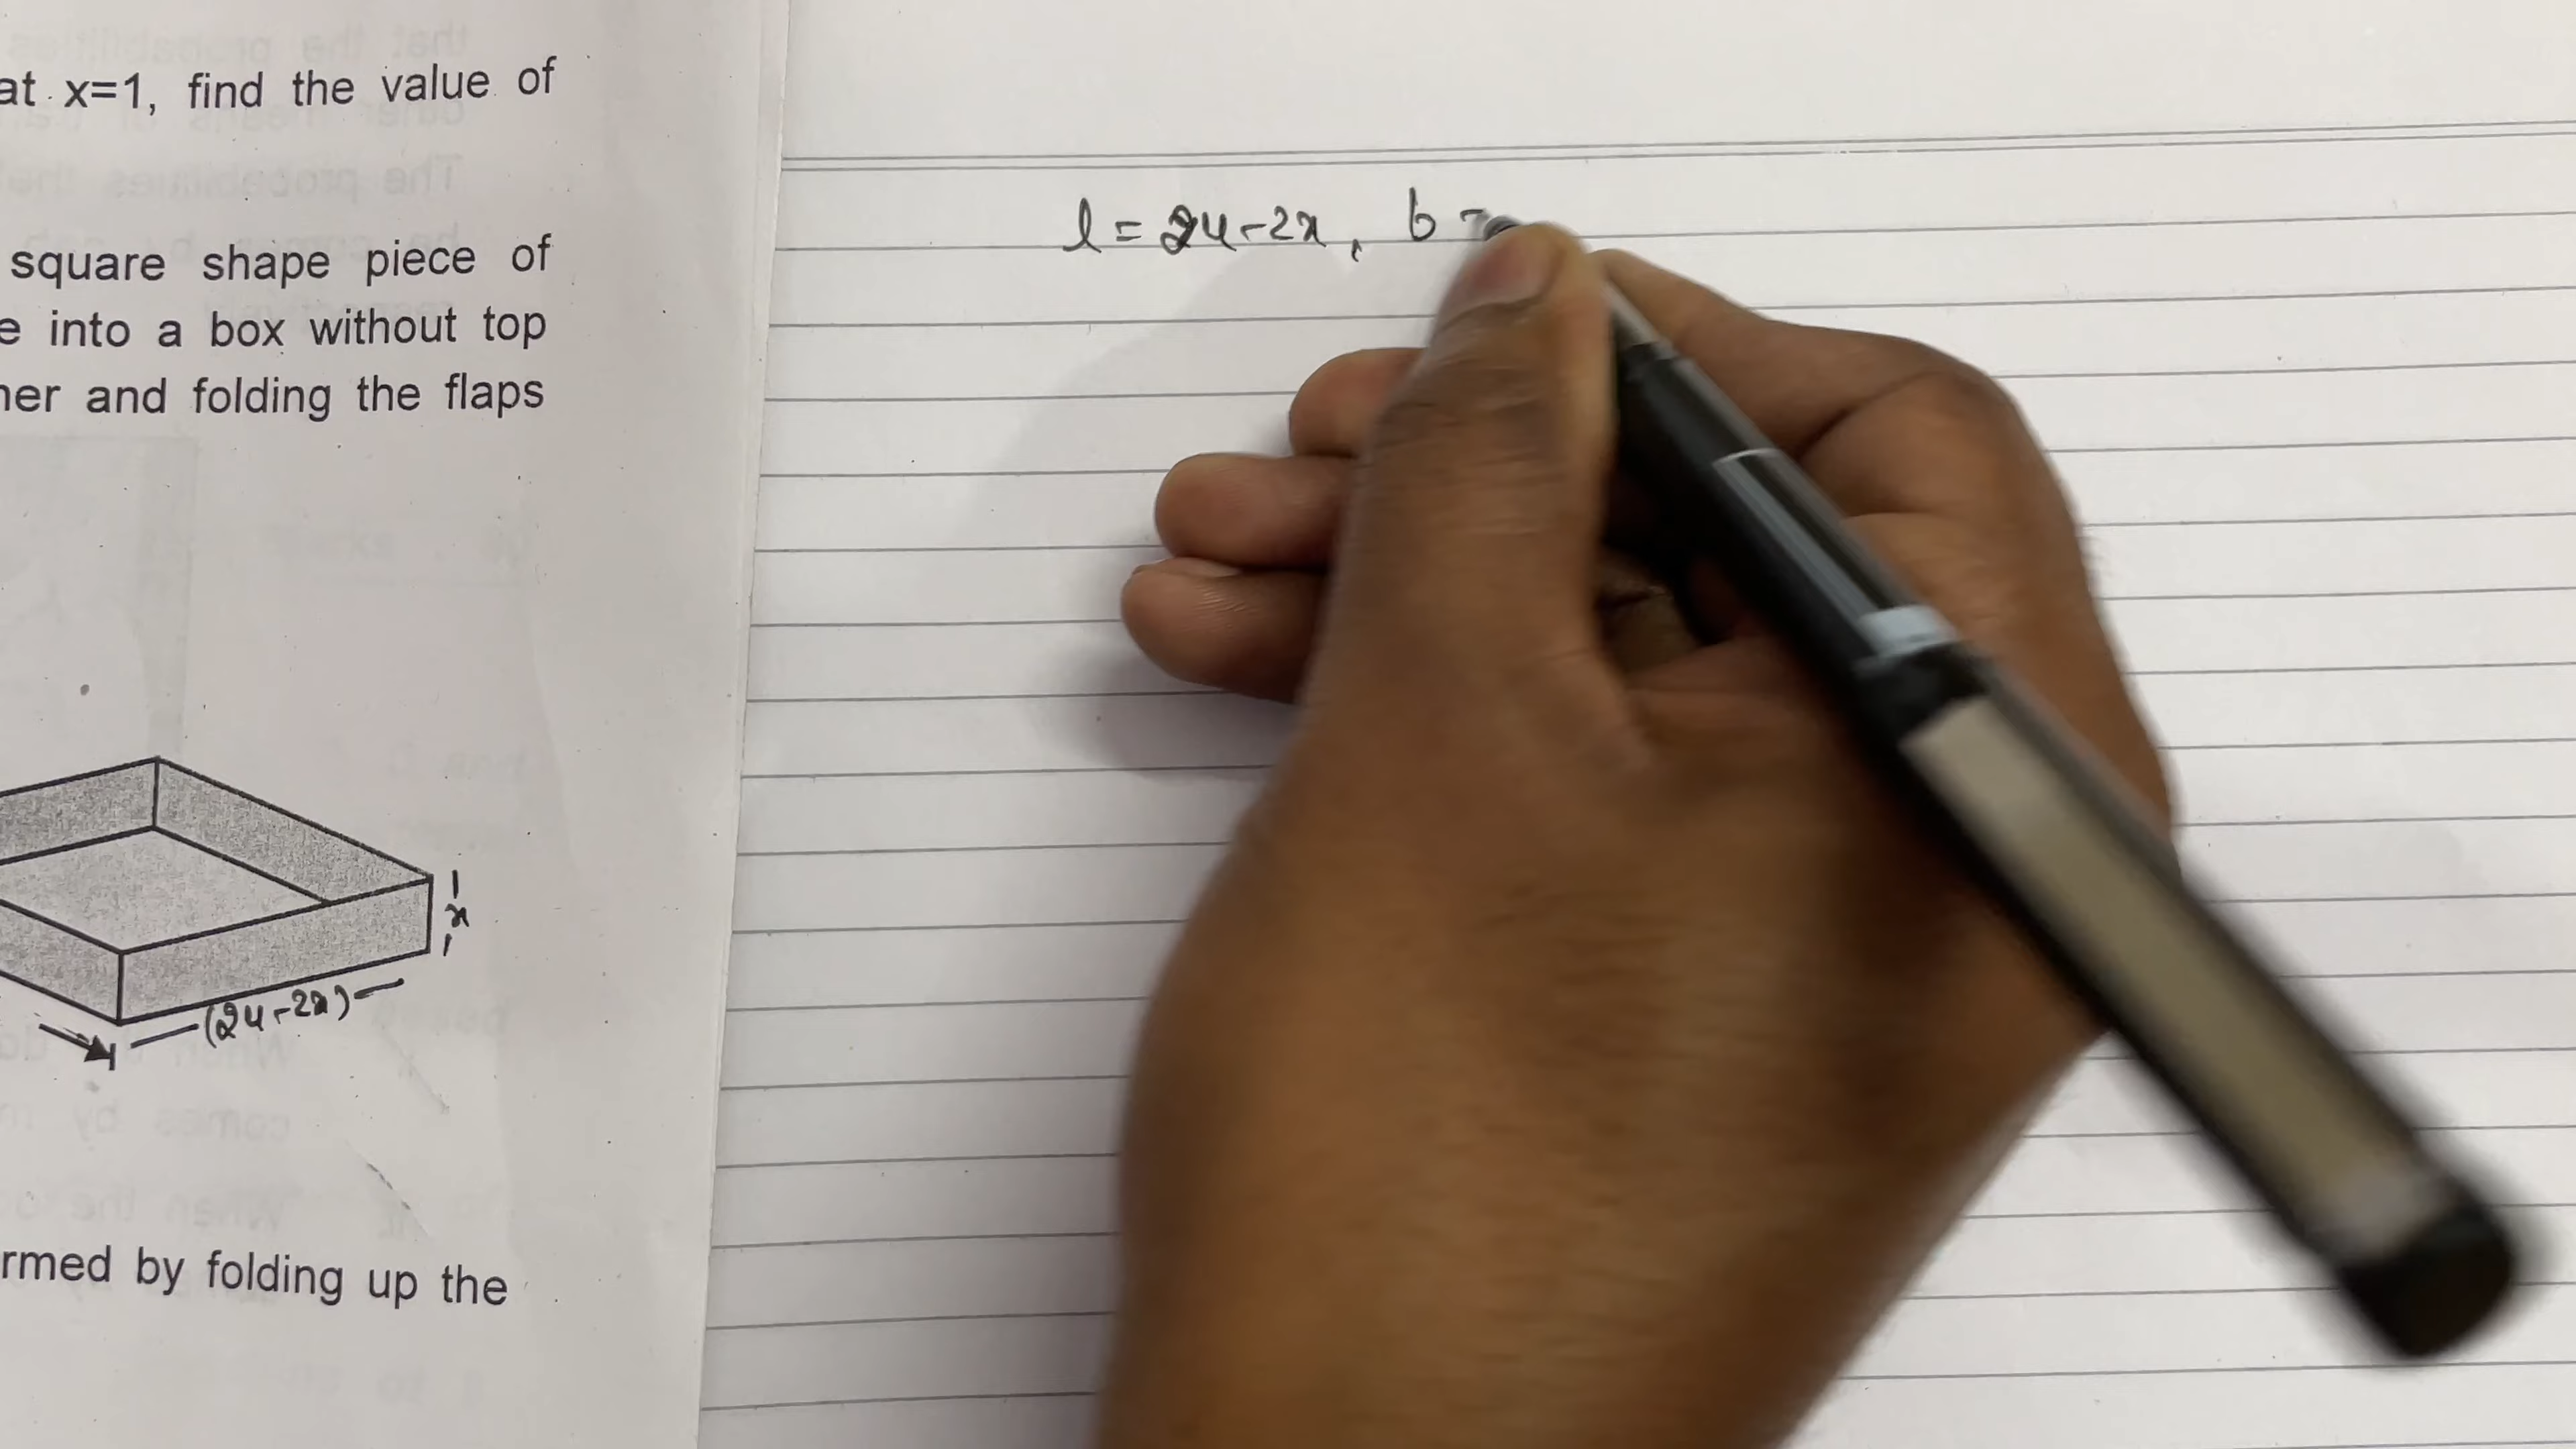 at x=1, find the value of
square shape piece of
e into a box without top
ner and folding the flaps
x
(24-2x)
rmed by folding up the
l = 24-2x, b =